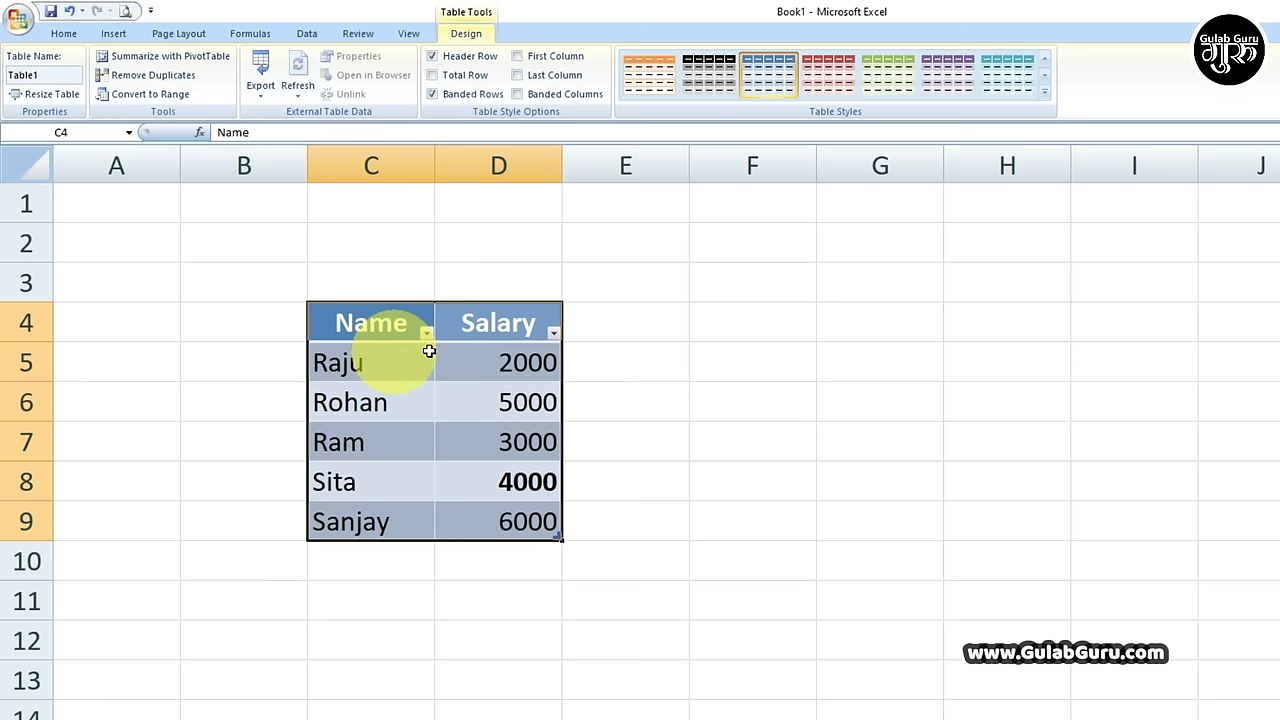 Table Tools
Book1 - Microsoft Excel
Home Insert Page Layout Formulas Data Review View Design
Gulab Guru
गुरू
Table Name:
Table1
Resize Table
Properties
Summarize with PivotTable
Remove Duplicates
Convert to Range
Tools
Export
Refresh
Properties
Open in Browser
Unlink
External Table Data
Header Row
Total Row
Banded Rows
First Column
Last Column
Banded Columns
Table Style Options
Table Styles
C4 fx Name
A B C D E F G H I J
1
2
3
4 Name Salary
5 Raju 2000
6 Rohan 5000
7 Ram 3000
8 Sita 4000
9 Sanjay 6000
10
11
12
www.GulabGuru.com
13
14